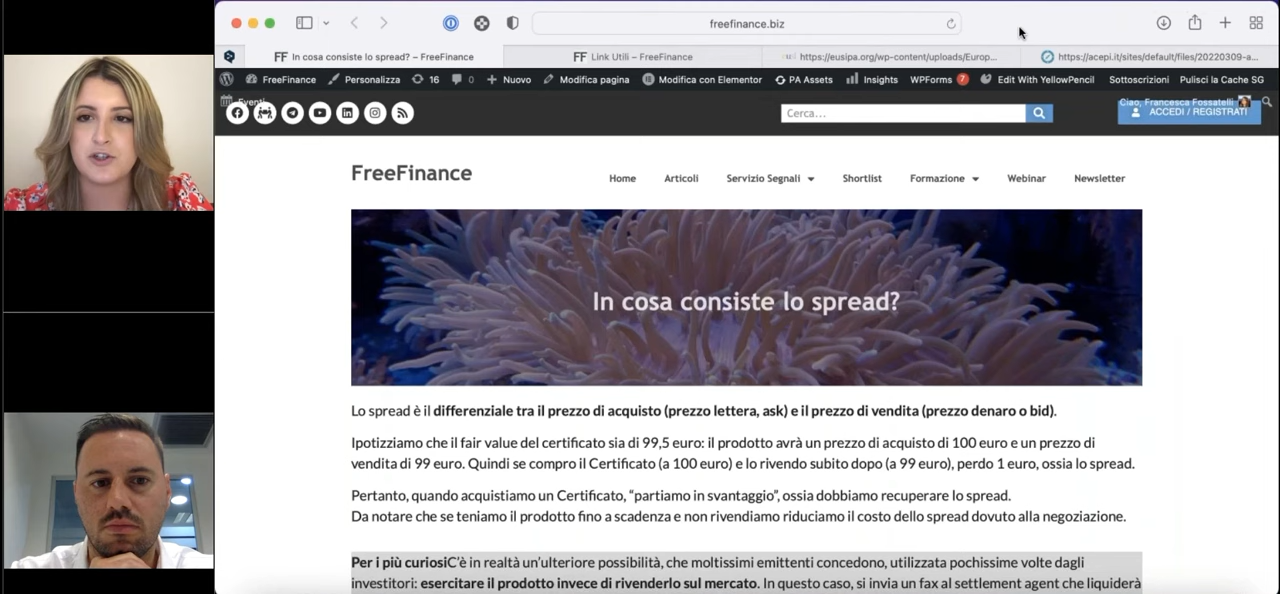 freefinance.biz
In cosa consiste lo spread? – FreeFinance
Link Utili – FreeFinance
https://eusipa.org/wp-content/uploads/Europ...
https://acepi.it/sites/default/files/20220309-a...
FreeFinance Personalizza 16 0 Nuovo Modifica pagina Modifica con Elementor PA Assets Insights WPForms 7 Edit With YellowPencil Sottoscrizioni Pulisci la Cache SG
Eventi
Ciao, Francesca Fossatelli
Cerca...
ACCEDI / REGISTRATI
FreeFinance
Home Articoli Servizio Segnali Shortlist Formazione Webinar Newsletter
In cosa consiste lo spread?
Lo spread è il differenziale tra il prezzo di acquisto (prezzo lettera, ask) e il prezzo di vendita (prezzo denaro o bid).
Ipotizziamo che il fair value del certificato sia di 99,5 euro: il prodotto avrà un prezzo di acquisto di 100 euro e un prezzo di
vendita di 99 euro. Quindi se compro il Certificato (a 100 euro) e lo rivendo subito dopo (a 99 euro), perdo 1 euro, ossia lo spread.
Pertanto, quando acquistiamo un Certificato, “partiamo in svantaggio”, ossia dobbiamo recuperare lo spread.
Da notare che se teniamo il prodotto fino a scadenza e non rivendiamo riduciamo il costo dello spread dovuto alla negoziazione.
Per i più curiosiC’è in realtà un’ulteriore possibilità, che moltissimi emittenti concedono, utilizzata pochissime volte dagli
investitori: esercitare il prodotto invece di rivenderlo sul mercato. In questo caso, si invia un fax al settlement agent che liquiderà